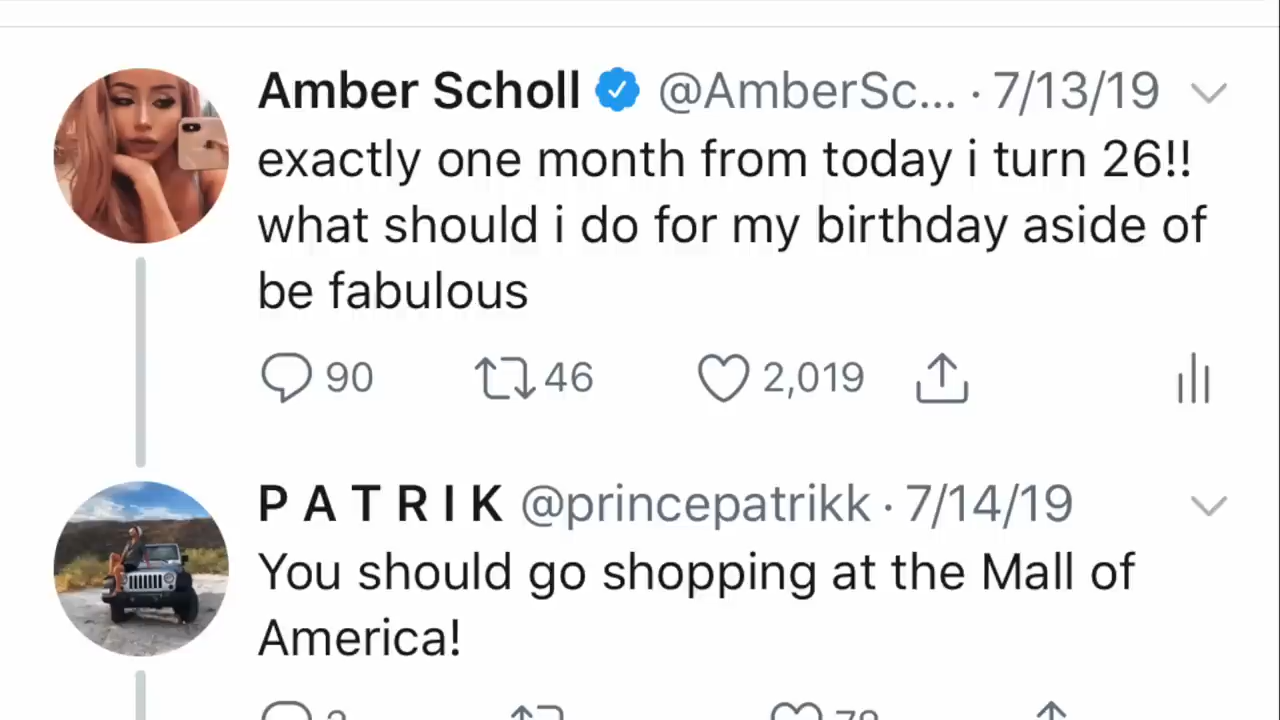 Amber Scholl @AmberSc... · 7/13/19
exactly one month from today i turn 26!!
what should i do for my birthday aside of
be fabulous
90 46 2,019
P A T R I K @princepatrikk · 7/14/19
You should go shopping at the Mall of
America!